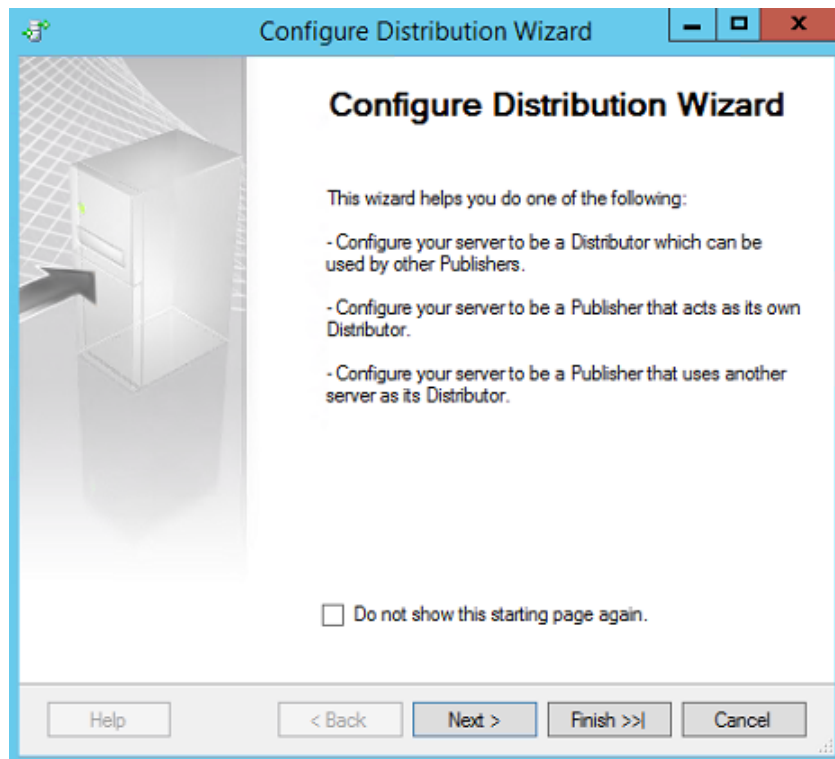 Configure Distribution Wizard
Configure Distribution Wizard
This wizard helps you do one of the following:
- Configure your server to be a Distributor which can be
used by other Publishers.
- Configure your server to be a Publisher that acts as its own
Distributor.
- Configure your server to be a Publisher that uses another
server as its Distributor.
Do not show this starting page again.
Help < Back Next > Finish >>| Cancel